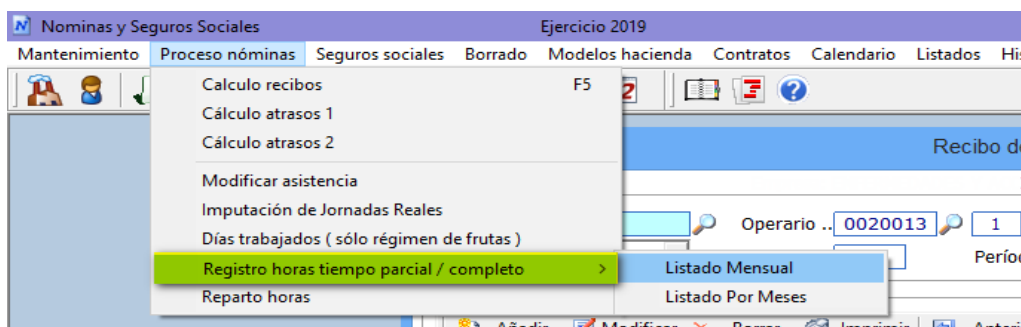 Nominas y Seguros Sociales Ejercicio 2019
Mantenimiento Proceso nóminas Seguros sociales Borrado Modelos hacienda Contratos Calendario Listados
Calculo recibos F5
Cálculo atrasos 1
Cálculo atrasos 2
Recibo
Modificar asistencia
Imputación de Jornadas Reales
Operario .. 0020013 1
Días trabajados ( sólo régimen de frutas )
Registro horas tiempo parcial / completo > Listado Mensual
Reparto horas Listado Por Meses
Añadir Modificar Borrar Imprimir